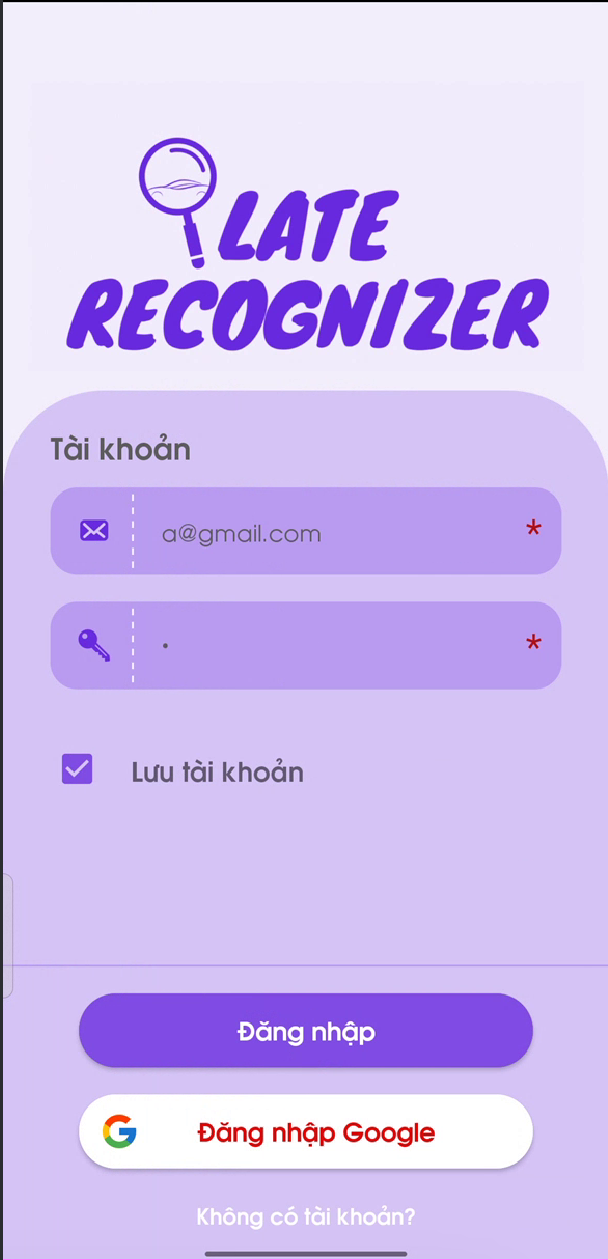 LATE
RECOGNIZER
Tài khoản
a@gmail.com
*
•
*
Lưu tài khoản
Đăng nhập
Đăng nhập Google
Không có tài khoản?